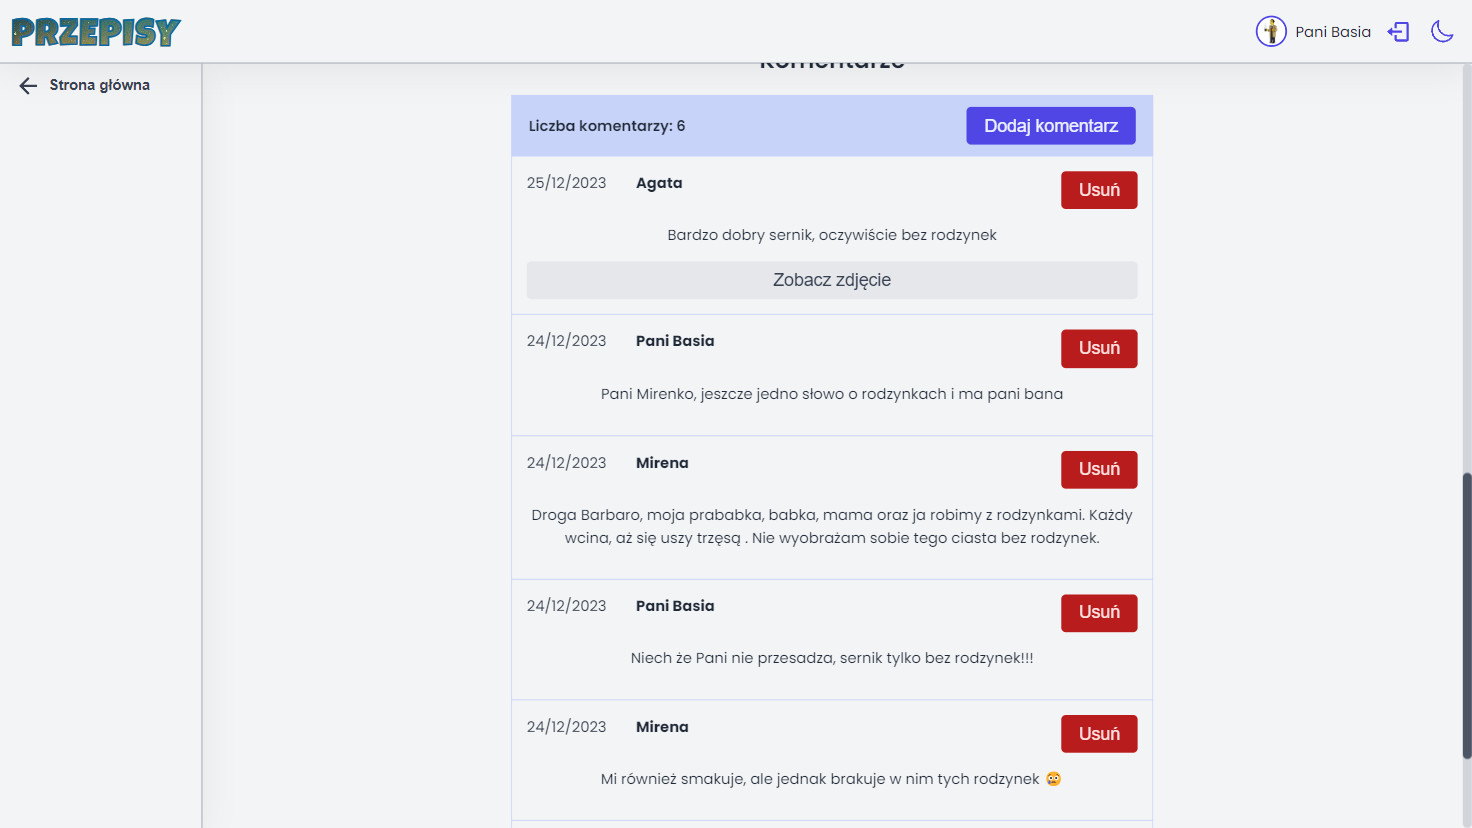 PRZEPISY
Pani Basia
Strona główna
Komentarze
Liczba komentarzy: 6
Dodaj komentarz
25/12/2023 Agata
Usuń
Bardzo dobry sernik, oczywiście bez rodzynek
Zobacz zdjęcie
24/12/2023 Pani Basia
Usuń
Pani Mirenko, jeszcze jedno słowo o rodzynkach i ma pani bana
24/12/2023 Mirena
Usuń
Droga Barbaro, moja prababka, babka, mama oraz ja robimy z rodzynkami. Każdy
wcina, aż się uszy trzęsą . Nie wyobrażam sobie tego ciasta bez rodzynek.
24/12/2023 Pani Basia
Usuń
Niech że Pani nie przesadza, sernik tylko bez rodzynek!!!
24/12/2023 Mirena
Usuń
Mi również smakuje, ale jednak brakuje w nim tych rodzynek 😳